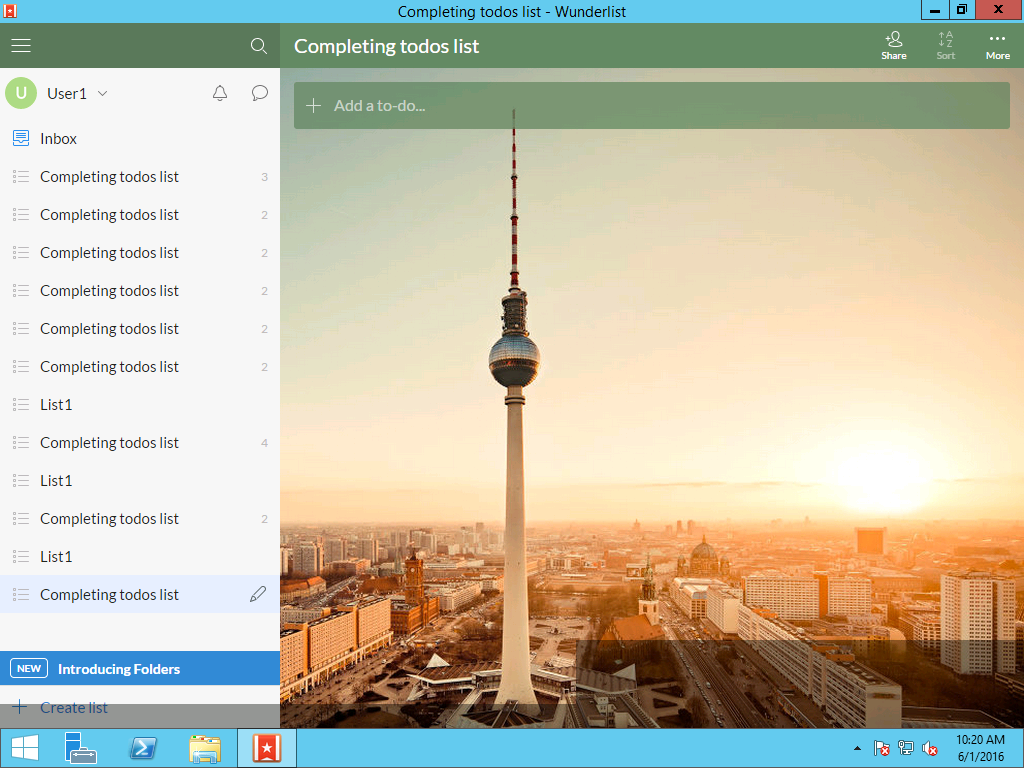 Completing todos list - Wunderlist
Completing todos list
Share
Sort
More
U
User1
Add a to-do...
Inbox
Completing todos list 3
Completing todos list 2
Completing todos list 2
Completing todos list 2
Completing todos list 2
Completing todos list 2
List1
Completing todos list 4
List1
Completing todos list 2
List1
Completing todos list
NEW Introducing Folders
Create list
10:20 AM
6/1/2016